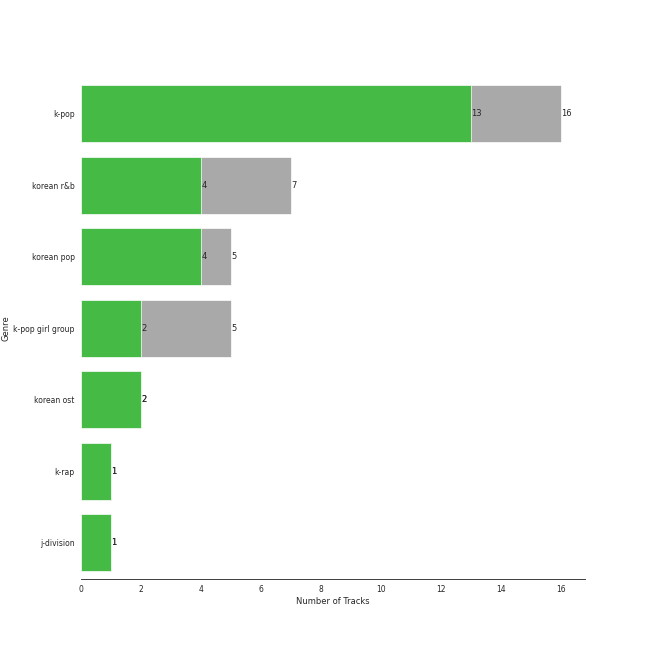 k-pop
13
16
korean r&b
4
7
korean pop
4
5
k-pop girl group
2
5
korean ost
2
k-rap
1
j-division
1
Genre
0 2 4 6 8 10 12 14 16
Number of Tracks